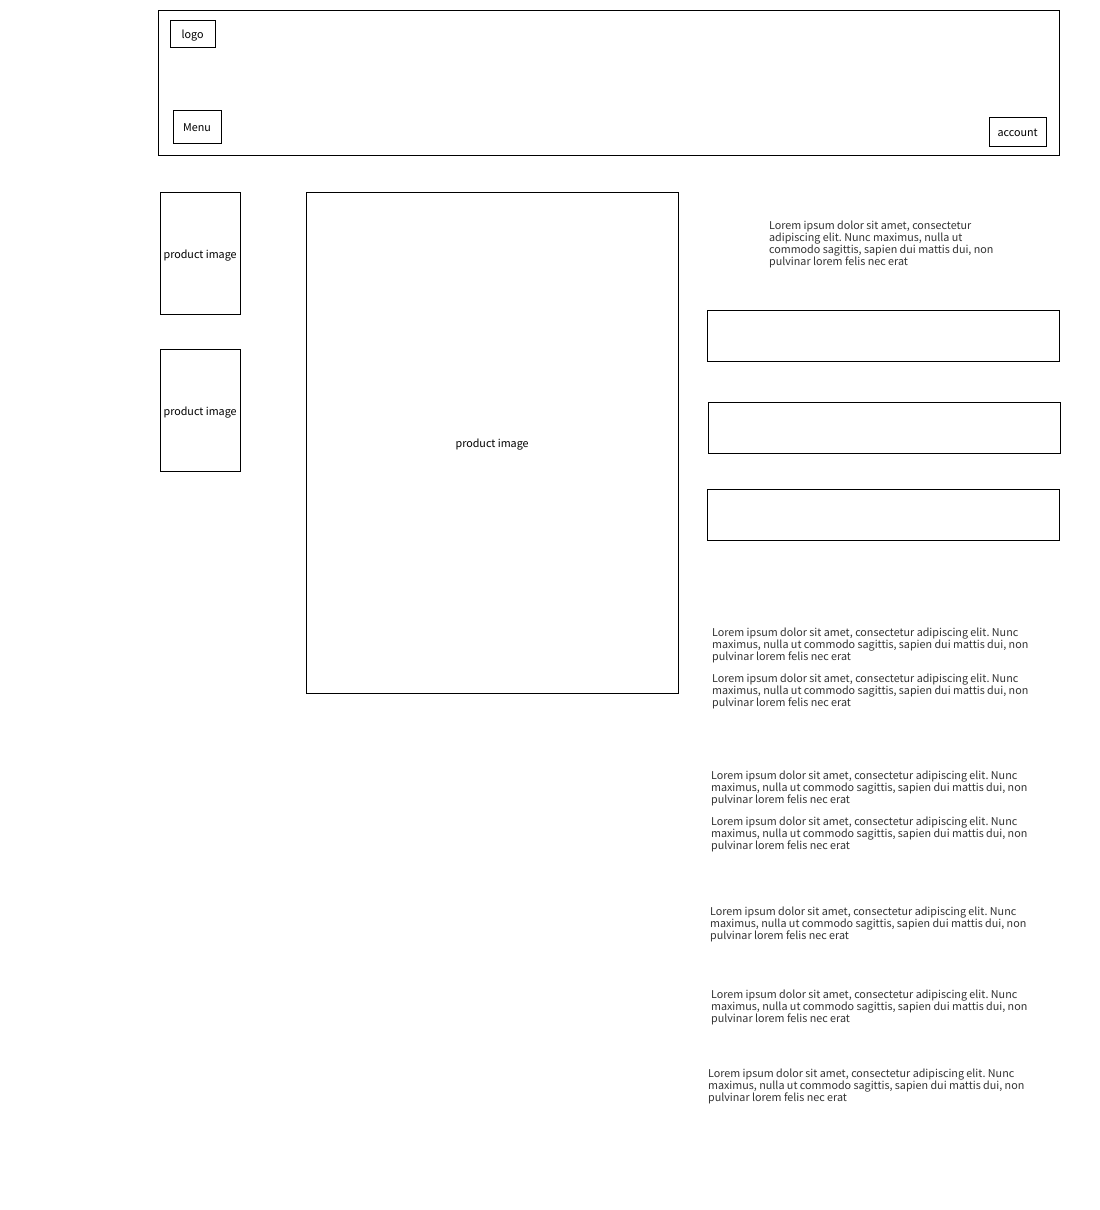 logo
Menu
account
product image
product image
product image
Lorem ipsum dolor sit amet, consectetur
adipiscing elit. Nunc maximus, nulla ut
commodo sagittis, sapien dui mattis dui, non
pulvinar lorem felis nec erat
Lorem ipsum dolor sit amet, consectetur adipiscing elit. Nunc
maximus, nulla ut commodo sagittis, sapien dui mattis dui, non
pulvinar lorem felis nec erat
Lorem ipsum dolor sit amet, consectetur adipiscing elit. Nunc
maximus, nulla ut commodo sagittis, sapien dui mattis dui, non
pulvinar lorem felis nec erat
Lorem ipsum dolor sit amet, consectetur adipiscing elit. Nunc
maximus, nulla ut commodo sagittis, sapien dui mattis dui, non
pulvinar lorem felis nec erat
Lorem ipsum dolor sit amet, consectetur adipiscing elit. Nunc
maximus, nulla ut commodo sagittis, sapien dui mattis dui, non
pulvinar lorem felis nec erat
Lorem ipsum dolor sit amet, consectetur adipiscing elit. Nunc
maximus, nulla ut commodo sagittis, sapien dui mattis dui, non
pulvinar lorem felis nec erat
Lorem ipsum dolor sit amet, consectetur adipiscing elit. Nunc
maximus, nulla ut commodo sagittis, sapien dui mattis dui, non
pulvinar lorem felis nec erat
Lorem ipsum dolor sit amet, consectetur adipiscing elit. Nunc
maximus, nulla ut commodo sagittis, sapien dui mattis dui, non
pulvinar lorem felis nec erat